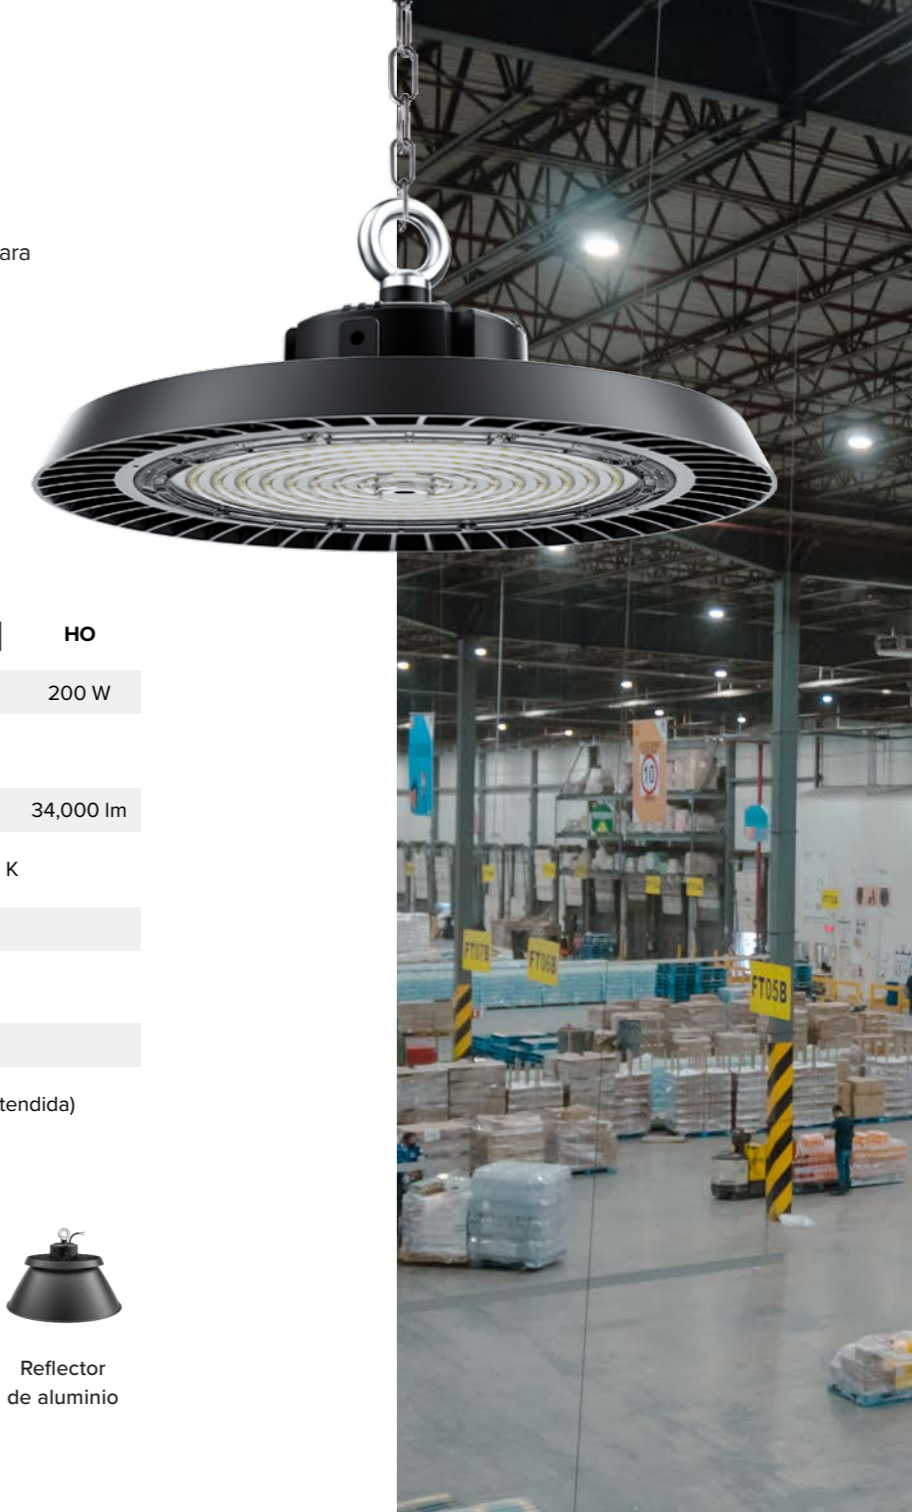 ara
HO
200 W
34,000 lm
K
tendida)
10
FT07B
FT06B
FT05B
Reflector
de aluminio